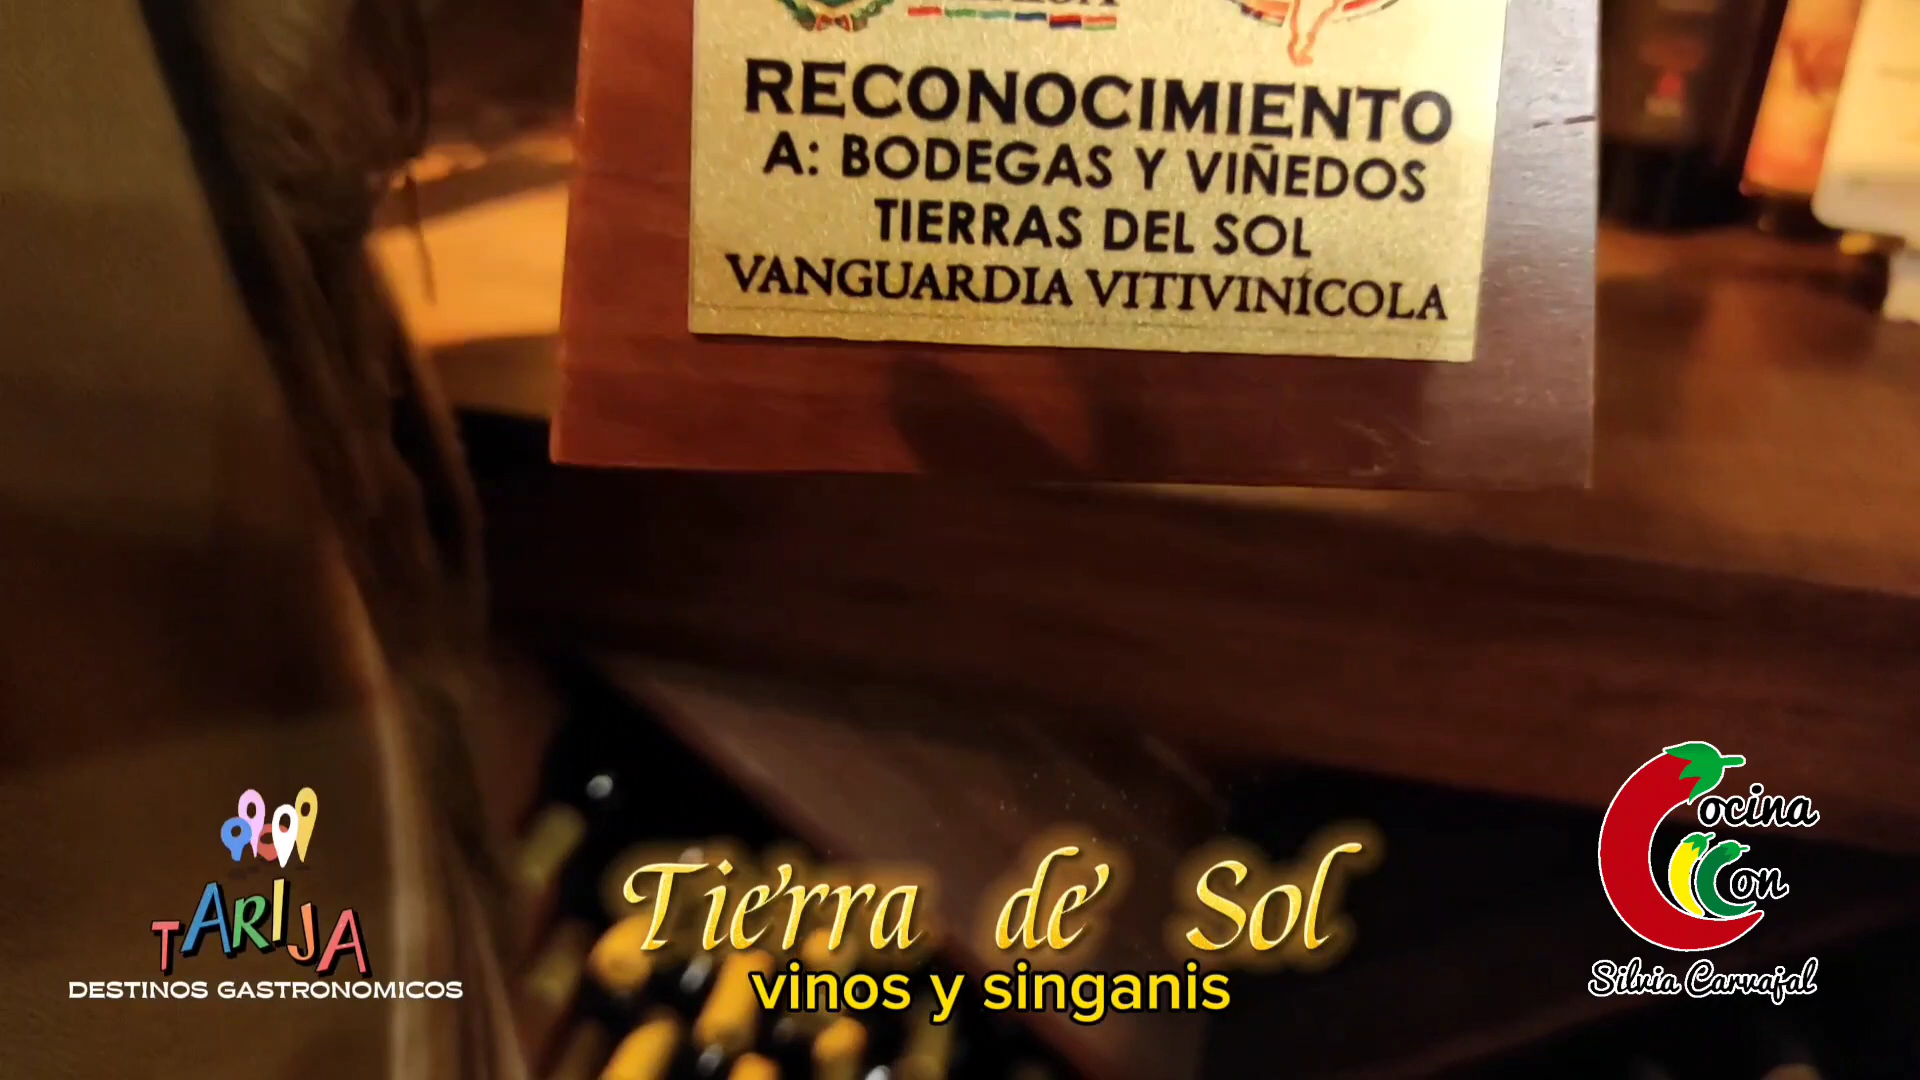 RECONOCIMIENTO
A: BODEGAS Y VIÑEDOS
TIERRAS DEL SOL
VANGUARDIA VITIVINÍCOLA
TARIJA
DESTINOS GASTRONOMICOS
Tierra de Sol
vinos y singanis
Cocina
Con
Silvia Carvajal